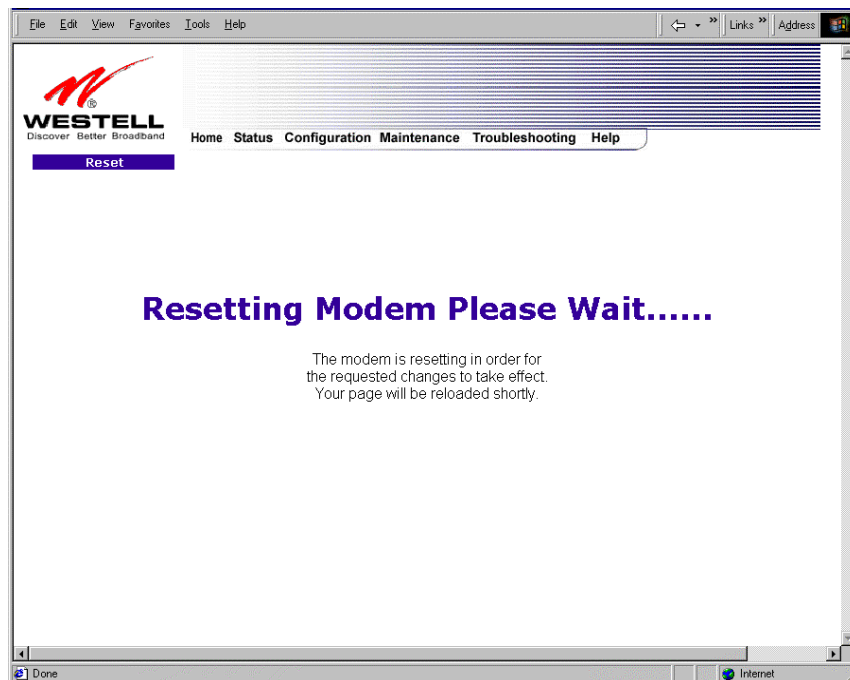 File Edit View Favorites Tools Help
Links » Address
»
®
WESTELL
Discover Better Broadband
Home Status Configuration Maintenance Troubleshooting Help
Reset
Resetting Modem Please Wait......
The modem is resetting in order for
the requested changes to take effect.
Your page will be reloaded shortly.
Done
Internet